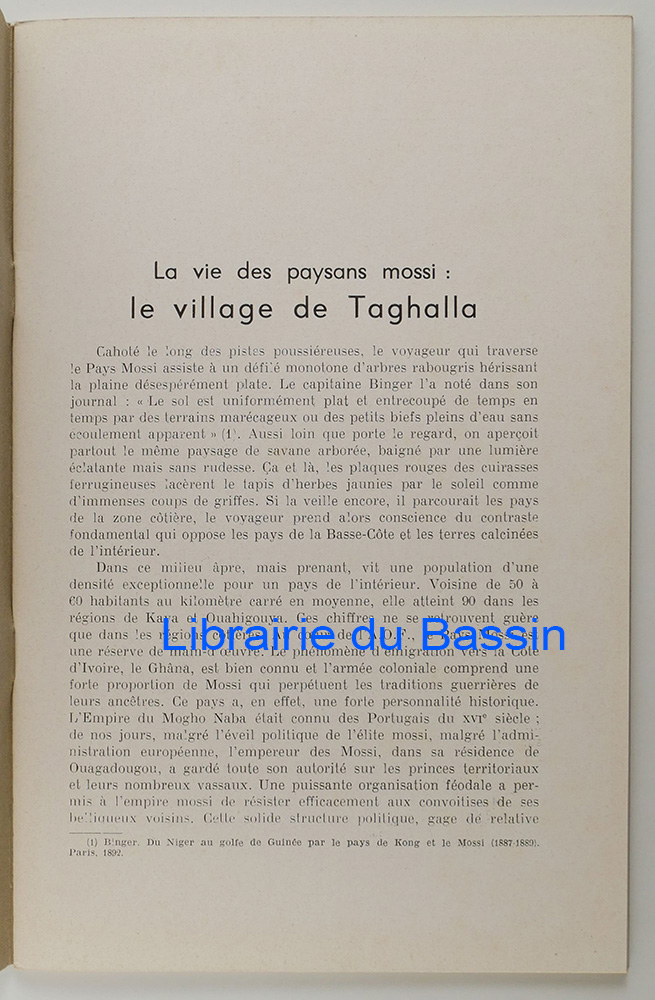 La vie des paysans mossi :
le village de Taghalla
Cahoté le long des pistes poussiéreuses, le voyageur qui traverse
le Pays Mossi assiste à un défilé monotone d'arbres rabougris hérissant
la plaine désespérément plate. Le capitaine Binger l'a noté dans son
journal : « Le sol est uniformément plat et entrecoupé de temps en
temps par des terrains marécageux ou des petits biefs pleins d'eau sans
écoulement apparent » (1). Aussi loin que porte le regard, on aperçoit
partout le même paysage de savane arborée, baigné par une lumière
éclatante mais sans rudesse. Ça et là, les plaques rouges des cuirasses
ferrugineuses lacèrent le tapis d'herbes jaunies par le soleil comme
d'immenses coups de griffes. Si la veille encore, il parcourait les pays
de la zone côtière, le voyageur prend alors conscience du contraste
fondamental qui oppose les pays de la Basse-Côte et les terres calcinées
de l'intérieur.
Dans ce milieu âpre, mais prenant, vit une population d'une
densité exceptionnelle pour un pays de l'intérieur. Voisine de 50 à
60 habitants au kilomètre carré en moyenne, elle atteint 90 dans les
régions de Kaya et Ouahigouya. Ces chiffres ne se retrouvent guère
que dans les régions côtières. Au cœur de l'A.O.F., le Pays Mossi est
Librairie du Bassin
une réserve de main-d'œuvre. Le phénomène d'émigration vers la Côte
d'Ivoire, le Ghâna, est bien connu et l'armée coloniale comprend une
forte proportion de Mossi qui perpétuent les traditions guerrières de
leurs ancêtres. Ce pays a, en effet, une forte personnalité historique.
L'Empire du Mogho Naba était connu des Portugais du XVIe siècle ;
de nos jours, malgré l'éveil politique de l'élite mossi, malgré l'admi-
nistration européenne, l'empereur des Mossi, dans sa résidence de
Ouagadougou, a gardé toute son autorité sur les princes territoriaux
et leurs nombreux vassaux. Une puissante organisation féodale a per-
mis à l'empire mossi de résister efficacement aux convoitises de ses
belliqueux voisins. Cette solide structure politique, gage de relative
(1) Binger. Du Niger au golfe de Guinée par le pays de Kong et le Mossi (1887-1889).
Paris, 1892.